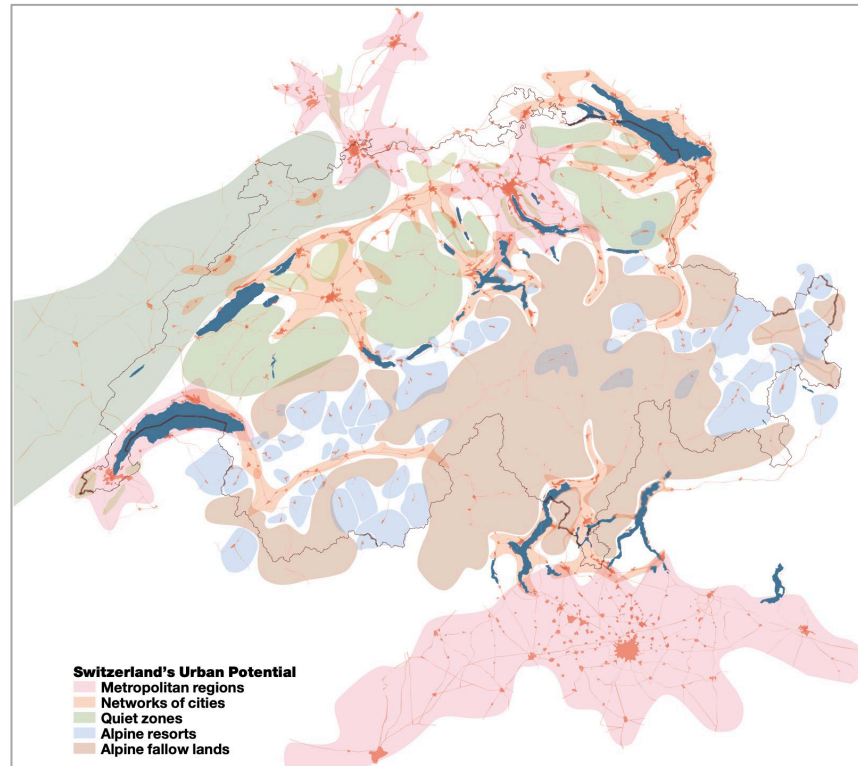 Switzerland's Urban Potential
Metropolitan regions
Networks of cities
Quiet zones
Alpine resorts
Alpine fallow lands